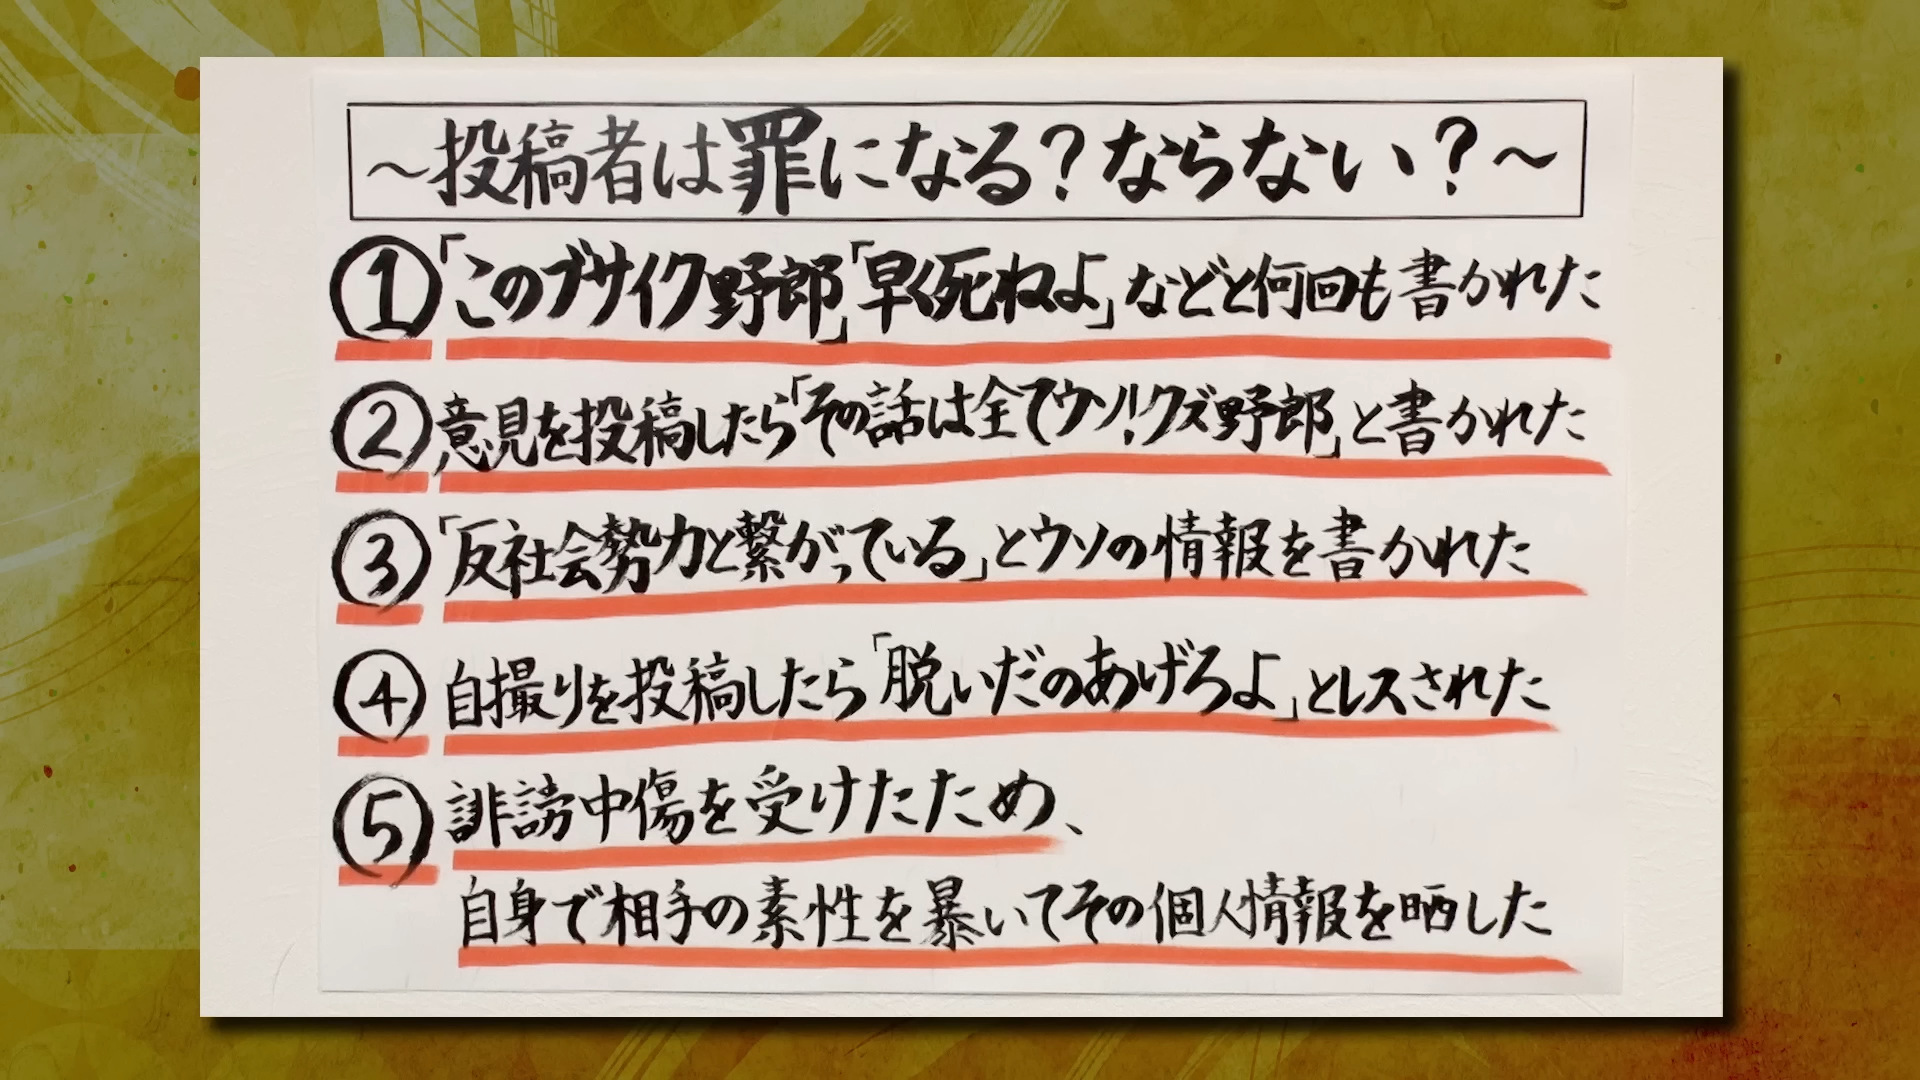 ～投稿者は罪になる？ならない？～
①「このブサイク野郎」「早く死ねよ」などと何回も書かれた
②意見を投稿したら「その話は全てウソ！クズ野郎」と書かれた
③「反社会勢力と繋がっている」とウソの情報を書かれた
④自撮りを投稿したら「脱いだのあげろよ」とレスされた
⑤誹謗中傷を受けたため、
自身で相手の素性を暴いてその個人情報を晒した